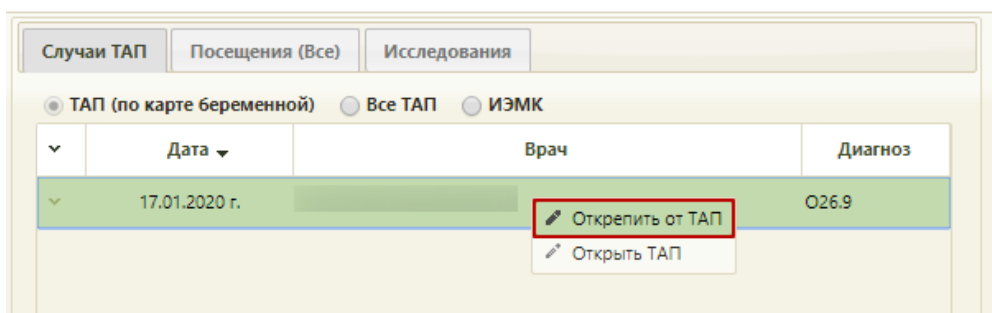 Случаи ТАП Посещения (Все) Исследования
ТАП (по карте беременной) Все ТАП ИЭМК
Дата Врач Диагноз
17.01.2020 г. O26.9
Открепить от ТАП
Открыть ТАП